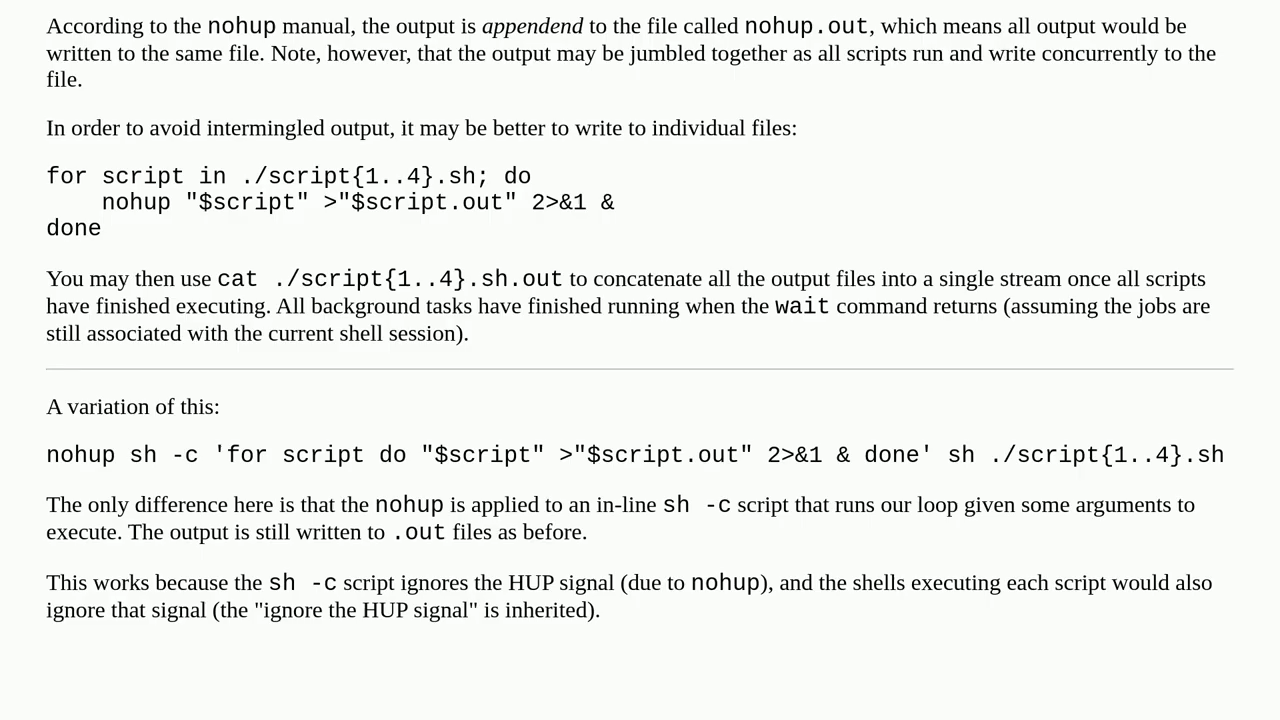 According to the nohup manual, the output is appendend to the file called nohup.out, which means all output would be
written to the same file. Note, however, that the output may be jumbled together as all scripts run and write concurrently to the
file.
In order to avoid intermingled output, it may be better to write to individual files:
for script in ./script{1..4}.sh; do
    nohup "$script" >"$script.out" 2>&1 &
done
You may then use cat ./script{1..4}.sh.out to concatenate all the output files into a single stream once all scripts
have finished executing. All background tasks have finished running when the wait command returns (assuming the jobs are
still associated with the current shell session).
A variation of this:
nohup sh -c 'for script do "$script" >"$script.out" 2>&1 & done' sh ./script{1..4}.sh
The only difference here is that the nohup is applied to an in-line sh -c script that runs our loop given some arguments to
execute. The output is still written to .out files as before.
This works because the sh -c script ignores the HUP signal (due to nohup), and the shells executing each script would also
ignore that signal (the "ignore the HUP signal" is inherited).